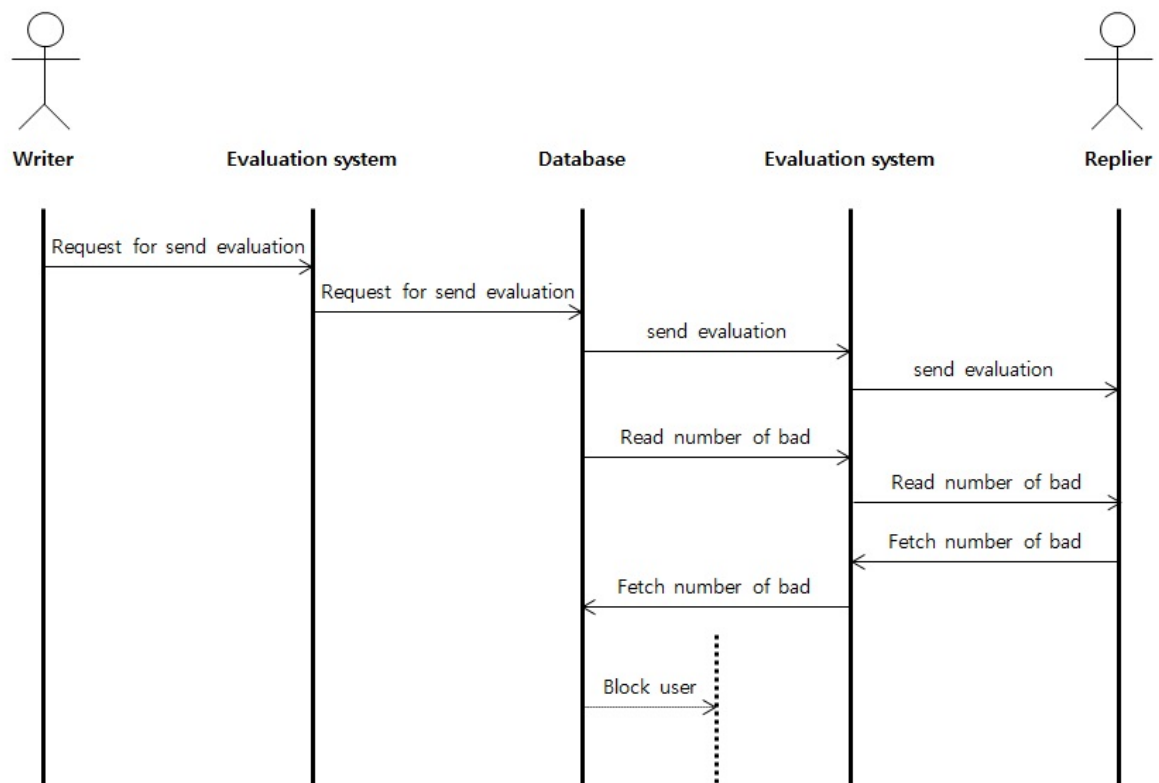 Writer
Evaluation system
Database
Evaluation system
Replier
Request for send evaluation
Request for send evaluation
send evaluation
send evaluation
Read number of bad
Read number of bad
Fetch number of bad
Fetch number of bad
Block user